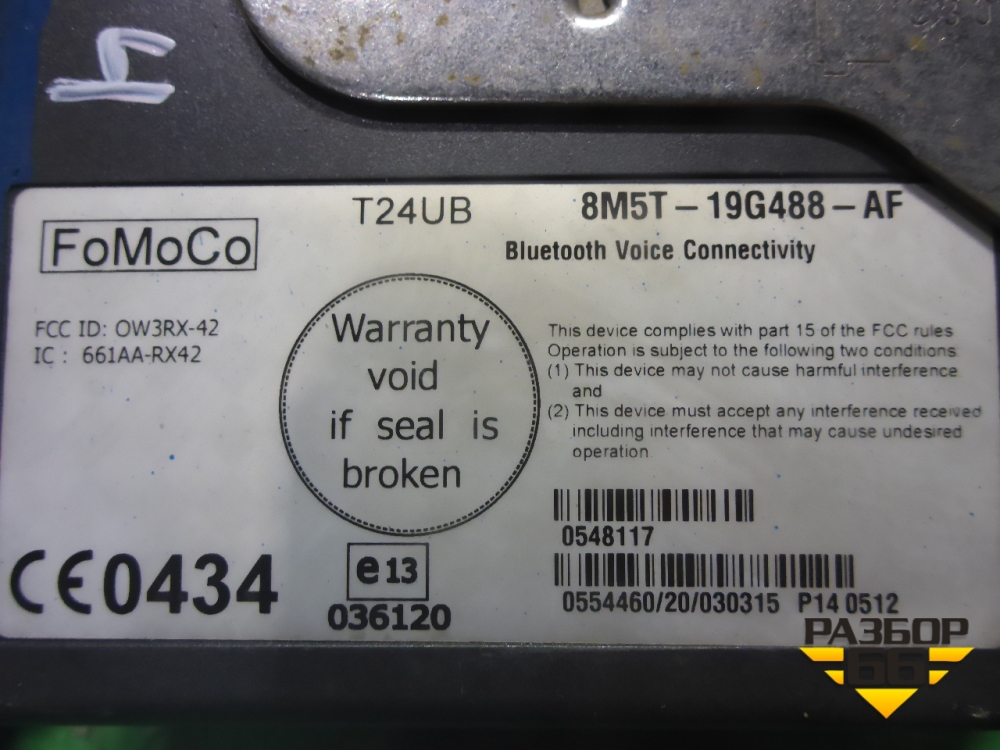 T24UB
8M5T – 19G488 – AF
FoMoCo
Bluetooth Voice Connectivity
FCC ID: OW3RX-42
IC : 661AA-RX42
Warranty
void
if seal is
broken
This device complies with part 15 of the FCC rules
Operation is subject to the following two conditions
(1) This device may not cause harmful interference
and
(2) This device must accept any interference received
including interference that may cause undesired
operation.
0548117
0554460/20/030315 P14 0512
CE0434
e13
036120
РАЗБОР
66